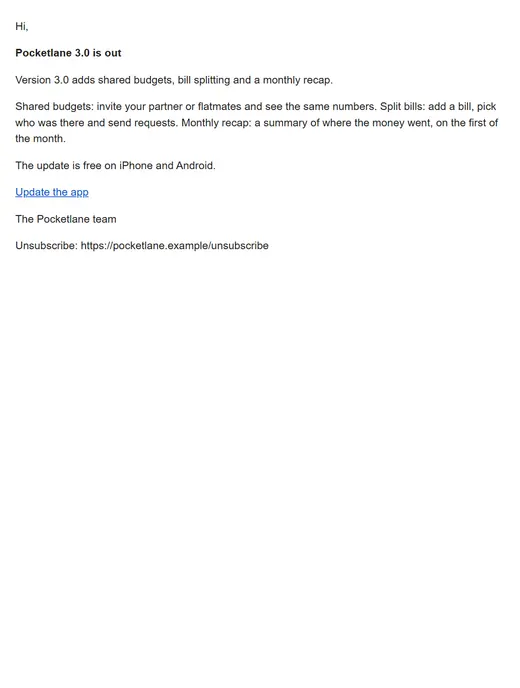 Hi,
Pocketlane 3.0 is out
Version 3.0 adds shared budgets, bill splitting and a monthly recap.
Shared budgets: invite your partner or flatmates and see the same numbers. Split bills: add a bill, pick
who was there and send requests. Monthly recap: a summary of where the money went, on the first of
the month.
The update is free on iPhone and Android.
Update the app
The Pocketlane team
Unsubscribe: https://pocketlane.example/unsubscribe